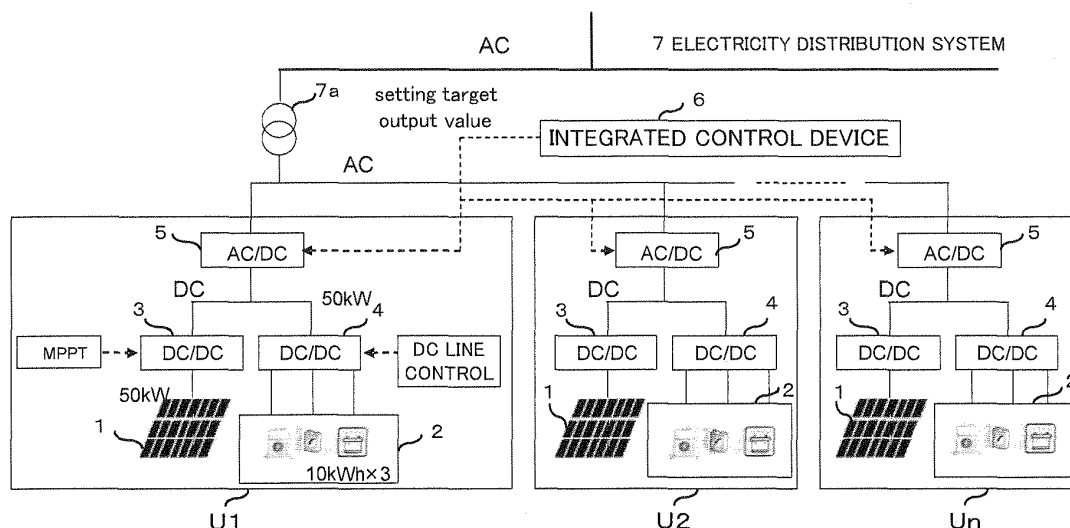 AC
7 ELECTRICITY DISTRIBUTION SYSTEM
7a
setting target
output value
6
INTEGRATED CONTROL DEVICE
AC
5
AC/DC
DC
50kW
3
4
MPPT
DC/DC
DC/DC
DC LINE
CONTROL
50kW
1
2
10kWh×3
U1
AC/DC
5
DC
3
4
DC/DC
DC/DC
1
2
U2
AC/DC
5
DC
3
4
DC/DC
DC/DC
1
2
Un